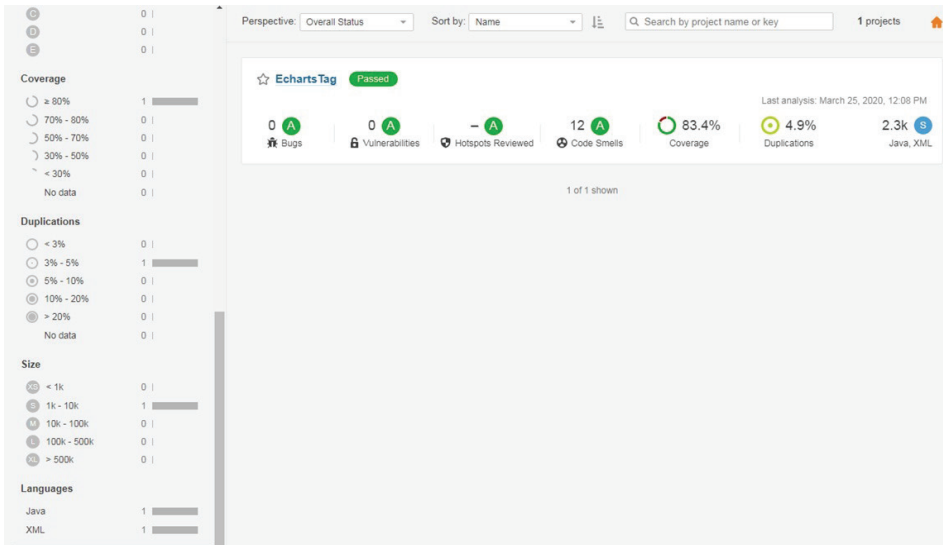 C 0
D 0
E 0
Coverage
≥ 80% 1
70% - 80% 0
50% - 70% 0
30% - 50% 0
< 30% 0
No data 0
Duplications
< 3% 0
3% - 5% 1
5% - 10% 0
10% - 20% 0
> 20% 0
No data 0
Size
XS < 1k 0
S 1k - 10k 1
M 10k - 100k 0
L 100k - 500k 0
XL > 500k 0
Languages
Java 1
XML 1
Perspective: Overall Status Sort by: Name Search by project name or key 1 projects
EchartsTag Passed
Last analysis: March 25, 2020, 12:08 PM
0 A 0 A – A 12 A 83.4% 4.9% 2.3k S
Bugs Vulnerabilities Hotspots Reviewed Code Smells Coverage Duplications Java, XML
1 of 1 shown